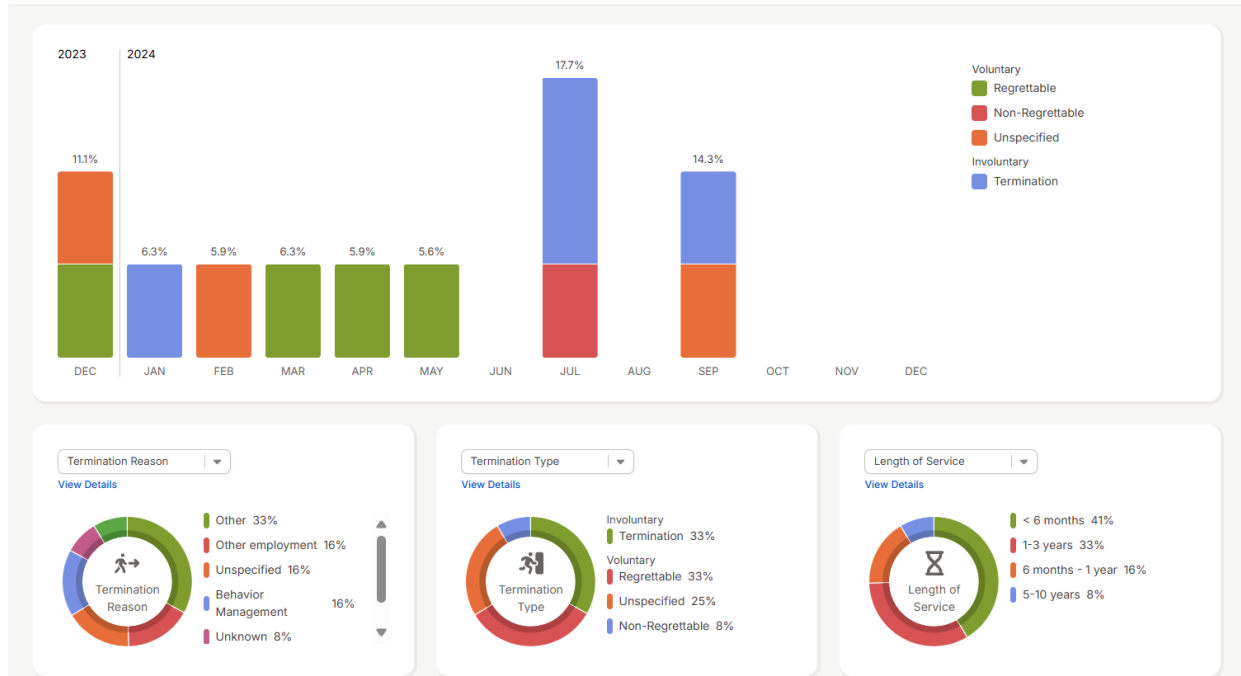 2023
2024
17.7%
11.1%
6.3%
5.9%
6.3%
5.9%
5.6%
14.3%
DEC
JAN
FEB
MAR
APR
MAY
JUN
JUL
AUG
SEP
OCT
NOV
DEC
Voluntary
Regrettable
Non-Regrettable
Unspecified
Involuntary
Termination
Termination Reason
View Details
Termination
Reason
Other 33%
Other employment 16%
Unspecified 16%
Behavior
Management 16%
Unknown 8%
Termination Type
View Details
Termination
Type
Involuntary
Termination 33%
Voluntary
Regrettable 33%
Unspecified 25%
Non-Regrettable 8%
Length of Service
View Details
Length of
Service
< 6 months 41%
1-3 years 33%
6 months - 1 year 16%
5-10 years 8%